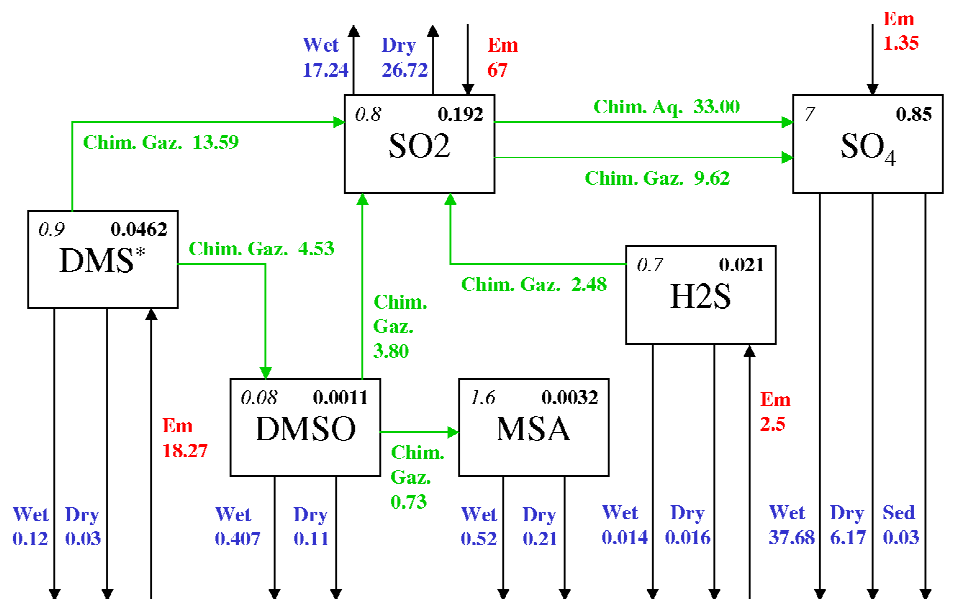 Wet Dry Em Em
17.24 26.72 67 1.35
0.8 0.192
SO2
Chim. Aq. 33.00
Chim. Gaz. 9.62
7 0.85
SO4
Chim. Gaz. 13.59
0.9 0.0462
DMS*
Chim. Gaz. 4.53
Chim. Gaz. 2.48
0.7 0.021
H2S
Chim.
Gaz.
3.80
0.08 0.0011
DMSO
1.6 0.0032
MSA
Em
18.27
Em
2.5
Chim.
Gaz.
0.73
Wet Dry
0.12 0.03
Wet Dry
0.407 0.11
Wet Dry
0.52 0.21
Wet Dry
0.014 0.016
Wet Dry Sed
37.68 6.17 0.03